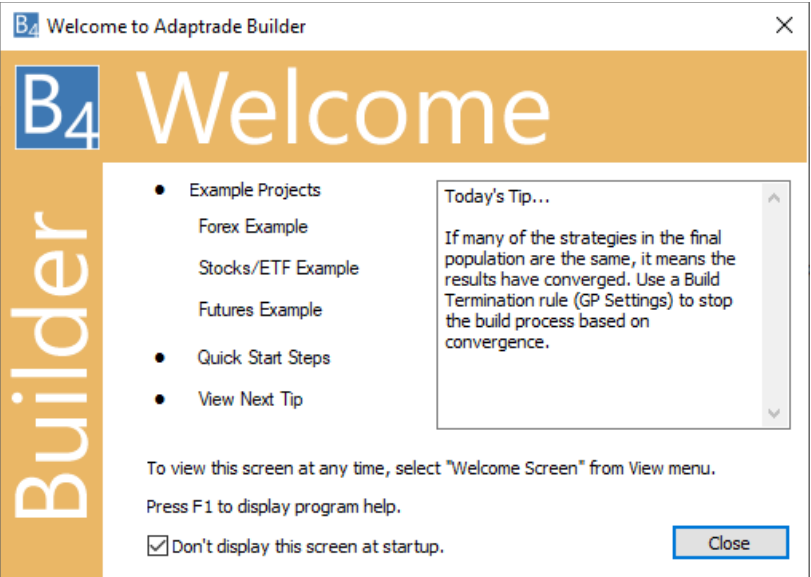 B4 Welcome to Adaptrade Builder
B4 Welcome
Builder
Example Projects
Forex Example
Stocks/ETF Example
Futures Example
Quick Start Steps
View Next Tip
Today's Tip...
If many of the strategies in the final
population are the same, it means the
results have converged. Use a Build
Termination rule (GP Settings) to stop
the build process based on
convergence.
To view this screen at any time, select "Welcome Screen" from View menu.
Press F1 to display program help.
Don't display this screen at startup.
Close